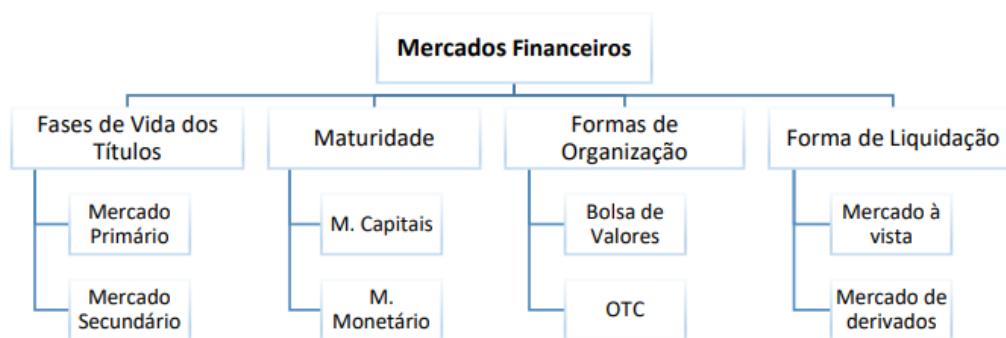 Mercados Financeiros
Fases de Vida dos
Títulos
Maturidade
Formas de
Organização
Forma de Liquidação
Mercado
Primário
M. Capitais
Bolsa de
Valores
Mercado à
vista
Mercado
Secundário
M.
Monetário
OTC
Mercado de
derivados